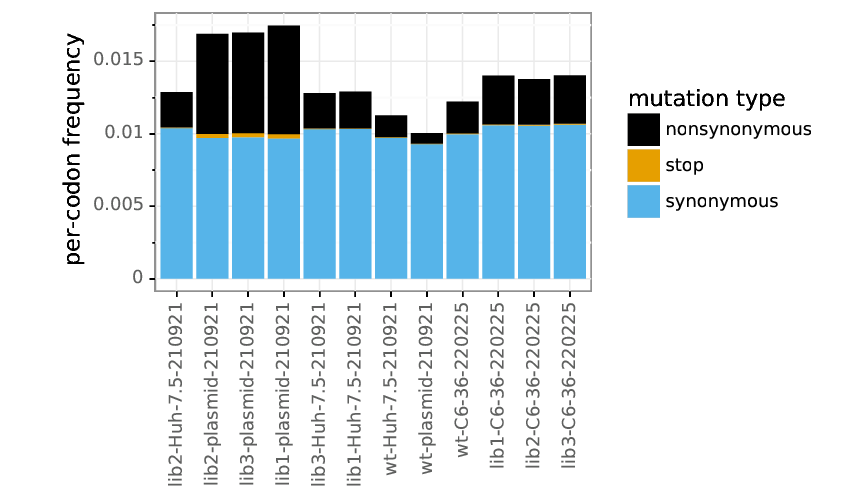 per-codon frequency
0.015
0.01
0.005
0
lib2-Huh-7.5-210921
lib2-plasmid-210921
lib3-plasmid-210921
lib1-plasmid-210921
lib3-Huh-7.5-210921
lib1-Huh-7.5-210921
wt-Huh-7.5-210921
wt-plasmid-210921
wt-C6-36-220225
lib1-C6-36-220225
lib2-C6-36-220225
lib3-C6-36-220225
mutation type
nonsynonymous
stop
synonymous